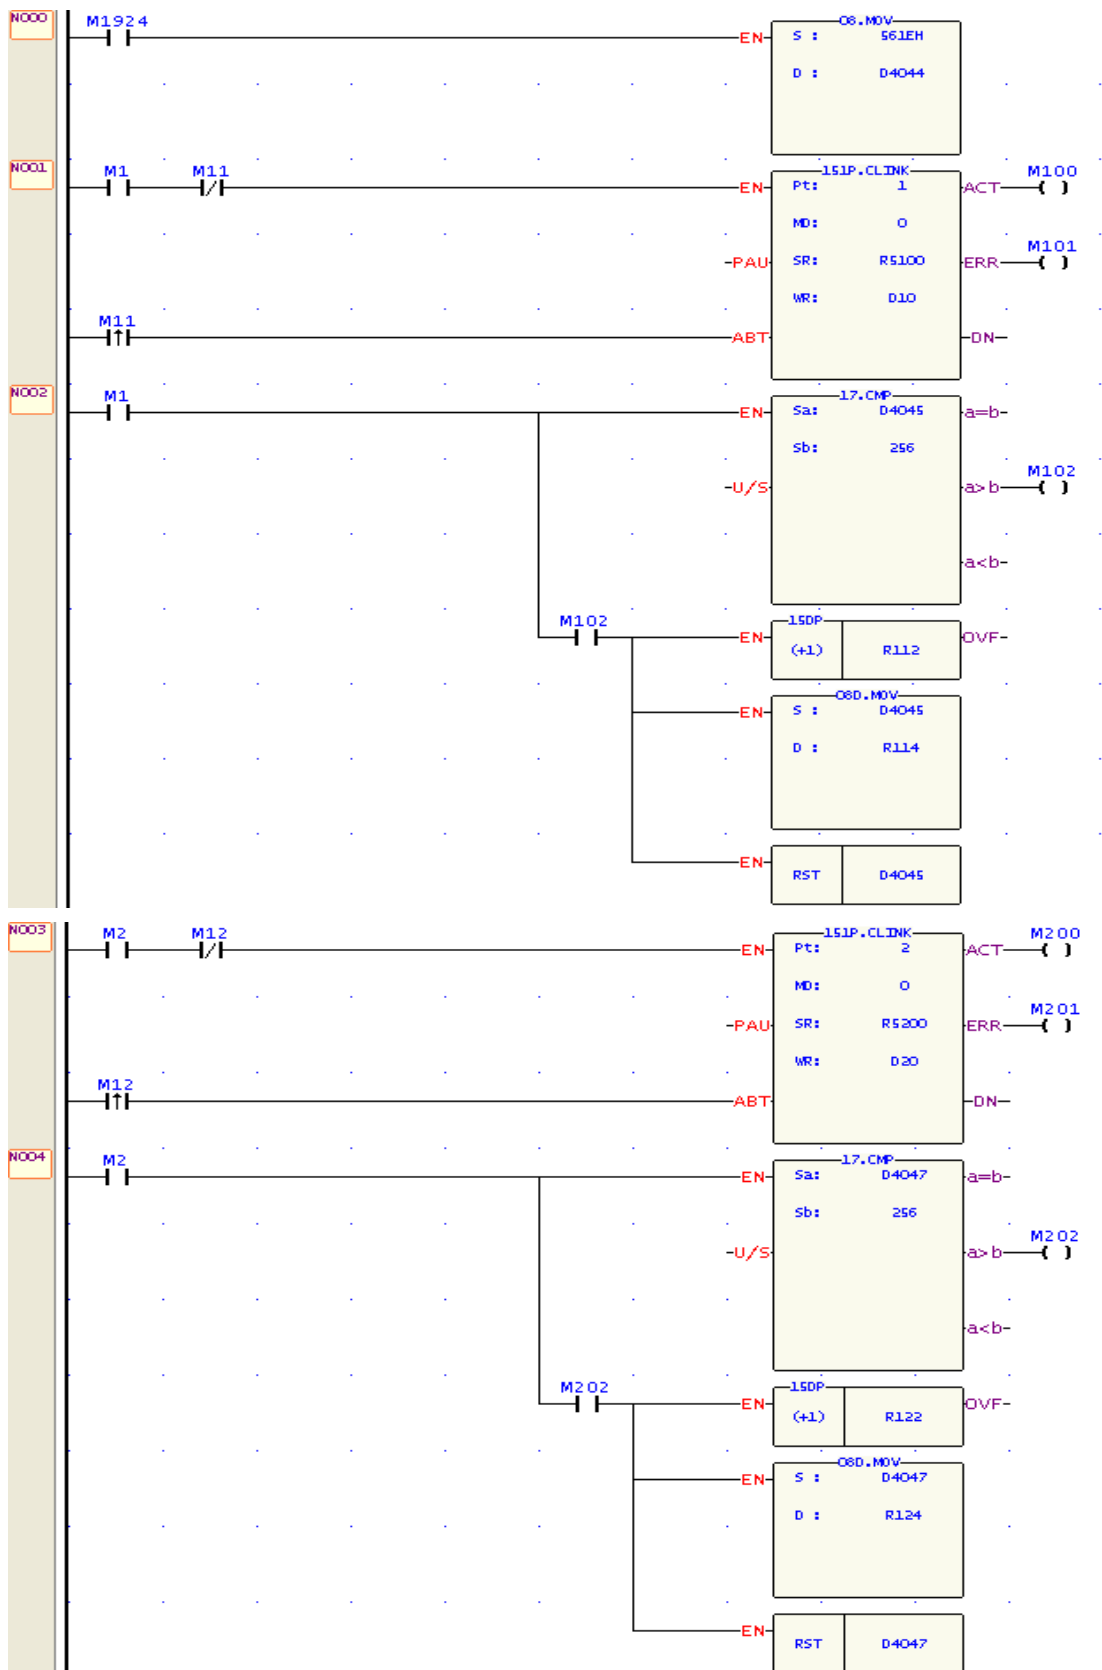 N000
M1924
08.MOV
EN S : 561EH
D : D4044
N001
M1 M11
151P.CLINK
EN Pt: 1 ACT M100 ( )
MD: 0
PAU SR: R5100 ERR M101 ( )
WR: D10
M11
ABT DN
N002
M1
17.CMP
EN Sa: D4045 a=b
Sb: 256
U/S a>b M102 ( )
a<b
M102
15DP
EN (+1) R112 OVF
08D.MOV
EN S : D4045
D : R114
EN RST D4045
N003
M2 M12
151P.CLINK
EN Pt: 2 ACT M200 ( )
MD: 0
PAU SR: R5200 ERR M201 ( )
WR: D20
M12
ABT DN
N004
M2
17.CMP
EN Sa: D4047 a=b
Sb: 256
U/S a>b M202 ( )
a<b
M202
15DP
EN (+1) R122 OVF
08D.MOV
EN S : D4047
D : R124
EN RST D4047